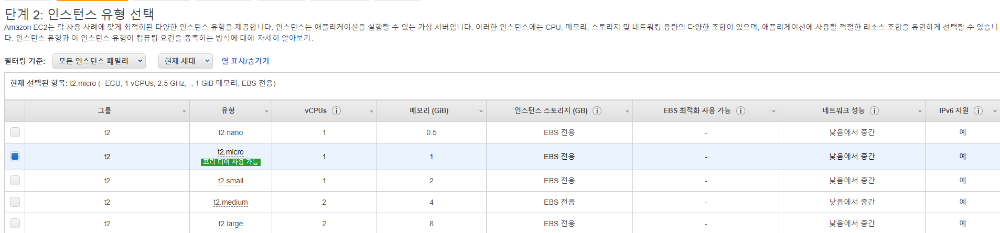 단계 2: 인스턴스 유형 선택
Amazon EC2는 각 사용 사례에 맞게 최적화된 다양한 인스턴스 유형을 제공합니다. 인스턴스는 애플리케이션을 실행할 수 있는 가상 서버입니다. 이러한 인스턴스에는 CPU, 메모리, 스토리지 및 네트워킹 용량의 다양한 조합이 있으며, 애플리케이션에 사용할 적절한 리소스 조합을 유연하게 선택할 수 있습니
다. 인스턴스 유형과 이 인스턴스 유형이 컴퓨팅 요건을 충족하는 방식에 대해 자세히 알아보기.
필터링 기준: 모든 인스턴스 패밀리 현재 세대 열 표시/숨기기
현재 선택된 항목: t2.micro (- ECU, 1 vCPUs, 2.5 GHz, -, 1 GiB 메모리, EBS 전용)
그룹 유형 vCPUs 메모리 (GiB) 인스턴스 스토리지 (GB) EBS 최적화 사용 가능 네트워크 성능 IPv6 지원
t2 t2.nano 1 0.5 EBS 전용 - 낮음에서 중간 예
t2 t2.micro 1 1 EBS 전용 - 낮음에서 중간 예
프리 티어 사용 가능
t2 t2.small 1 2 EBS 전용 - 낮음에서 중간 예
t2 t2.medium 2 4 EBS 전용 - 낮음에서 중간 예
t2 t2.large 2 8 EBS 전용 - 낮음에서 중간 예